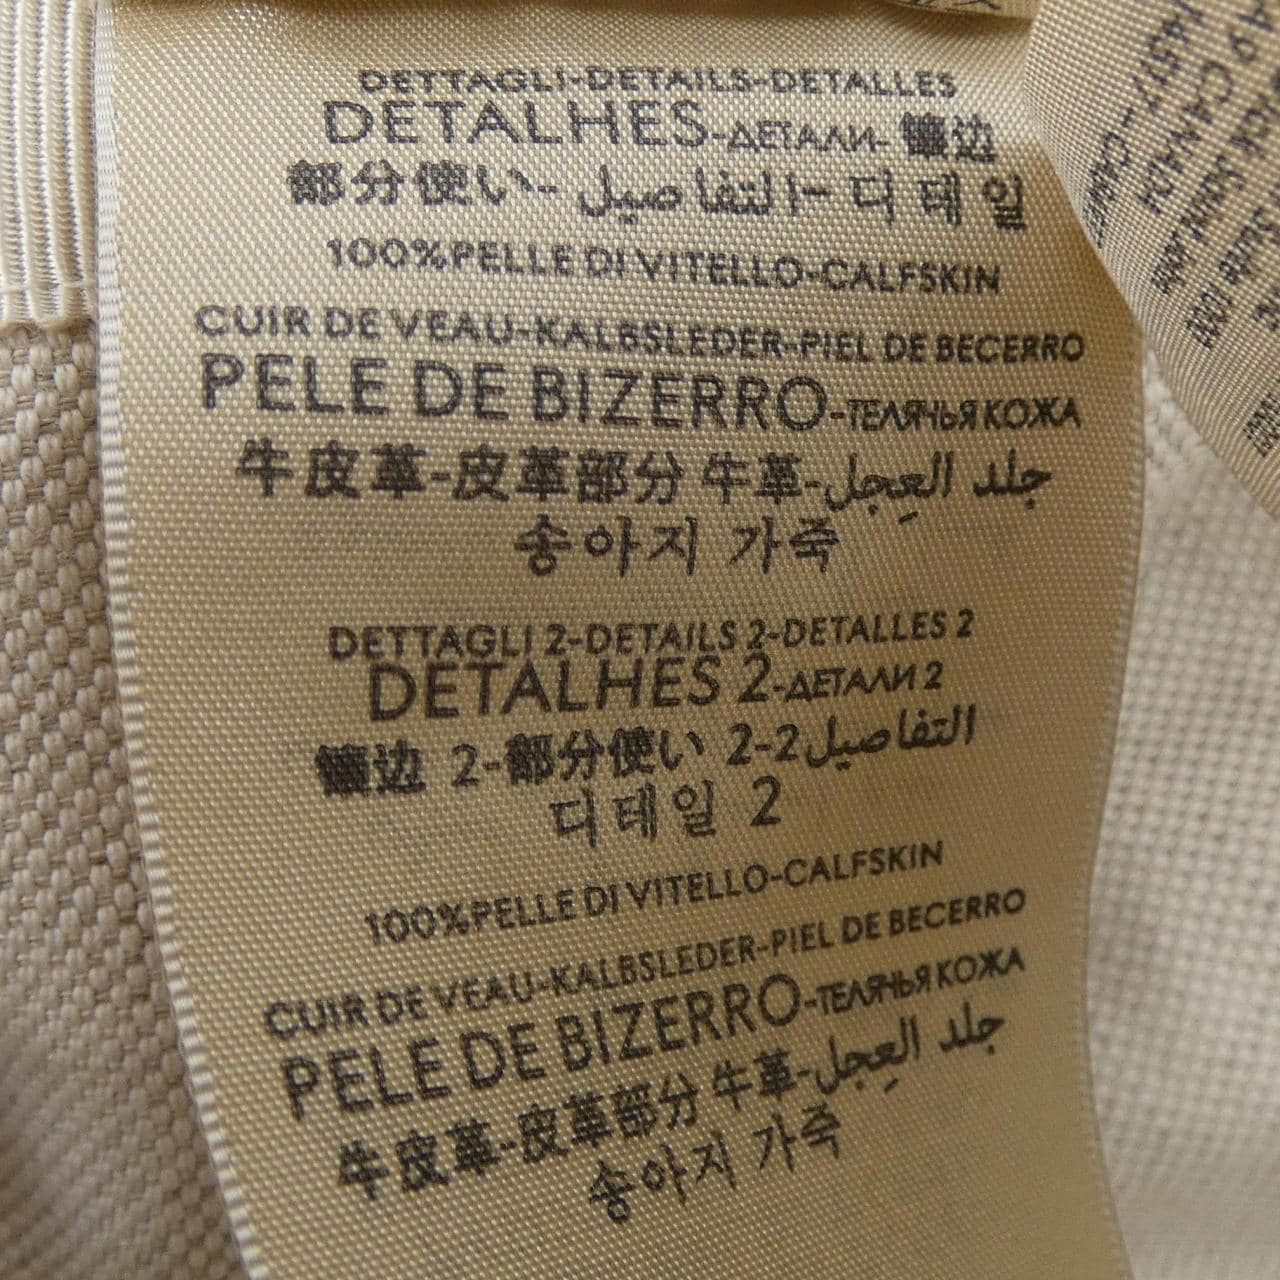 DETTAGLI-DETAILS-DETALLES
DETALHES-ДЕТАЛИ-镶边
部分使い-التفاصيل-디테일
100%PELLE DI VITELLO-CALFSKIN
CUIR DE VEAU-KALBSLEDER-PIEL DE BECERRO
PELE DE BIZERRO-ТЕЛЯЧЬЯ КОЖА
牛皮革-皮革部分 牛革-جلد العِجل
송아지 가죽
DETTAGLI 2-DETAILS 2-DETALLES 2
DETALHES 2-ДЕТАЛИ 2
镶边 2-部分使い 2-2التفاصيل
디테일 2
100%PELLE DI VITELLO-CALFSKIN
CUIR DE VEAU-KALBSLEDER-PIEL DE BECERRO
PELE DE BIZERRO-ТЕЛЯЧЬЯ КОЖА
牛皮革-皮革部分 牛革-جلد العِجل
송아지 가죽